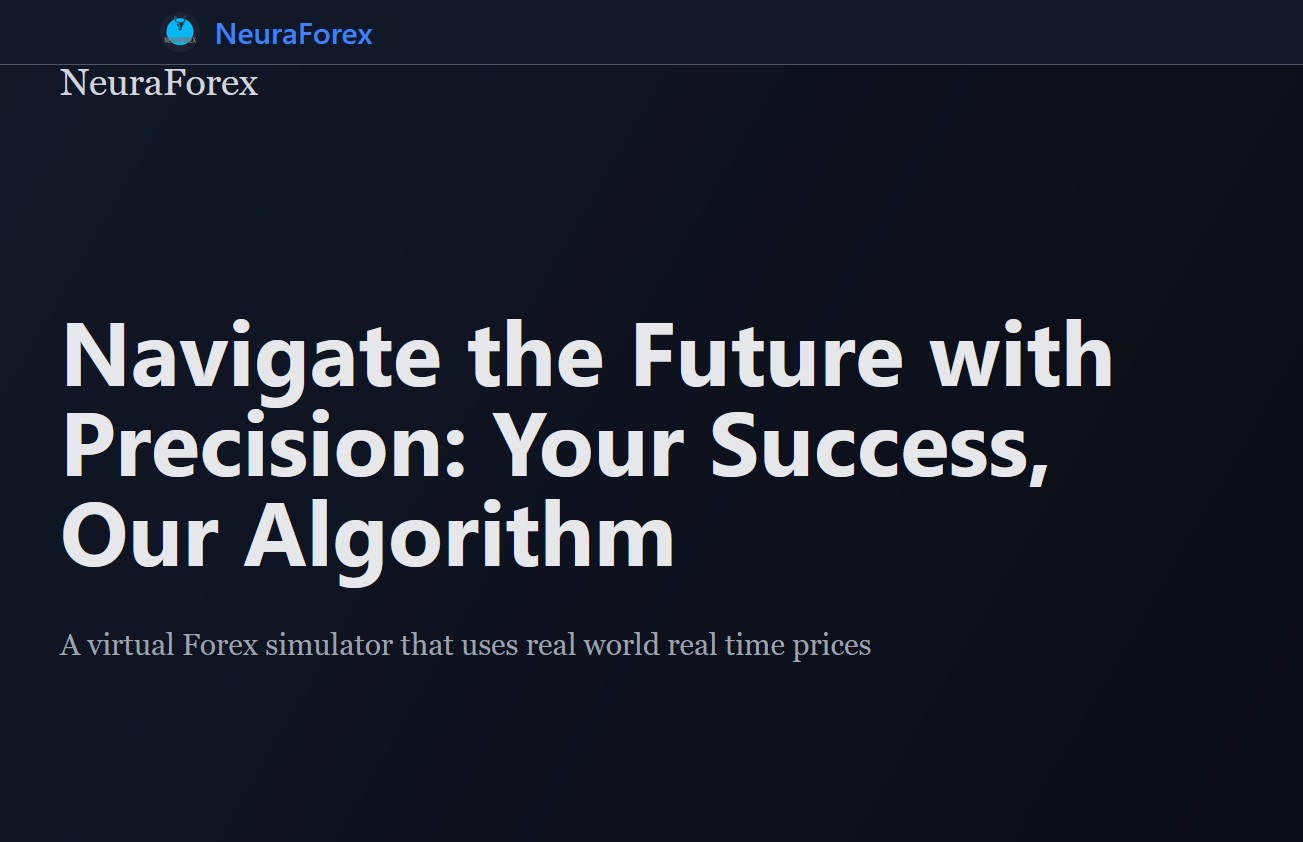 NeuraForex
NeuraForex
Navigate the Future with
Precision: Your Success,
Our Algorithm
A virtual Forex simulator that uses real world real time prices